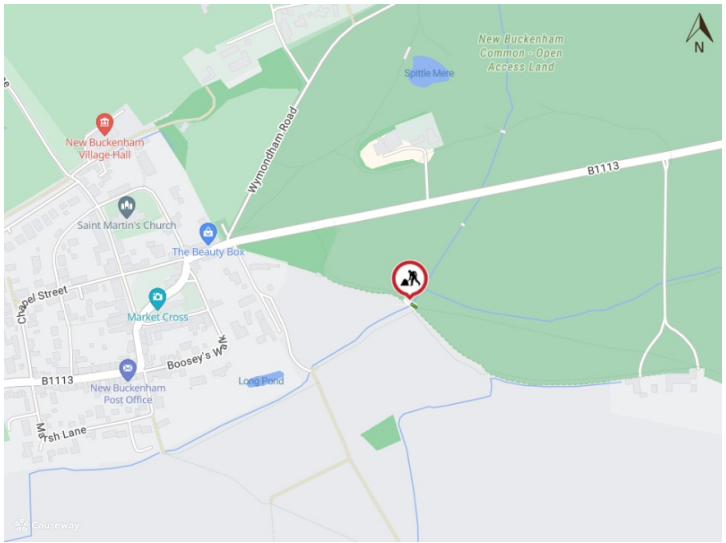 New Buckenham
Common - Open
Access Land
N
Spittle Mere
Wymondham Road
New Buckenham
Village Hall
B1113
Saint Martin's Church
The Beauty Box
Chapel Street
Market Cross
Boosey's Walk
B1113
Long Pond
New Buckenham
Post Office
Marsh Lane
Causeway